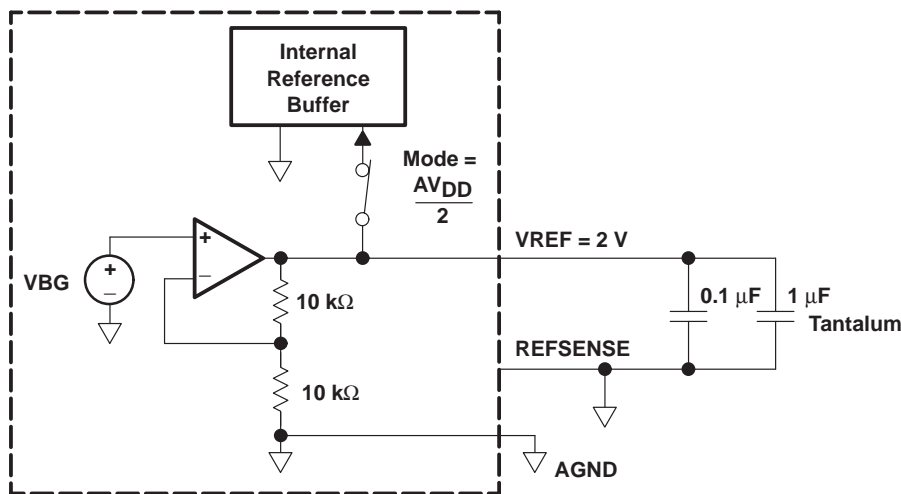 Internal
Reference
Buffer
Mode =
AVDD
2
+
−
VBG
+
−
10 kΩ
10 kΩ
VREF = 2 V
0.1 μF
1 μF
Tantalum
REFSENSE
AGND